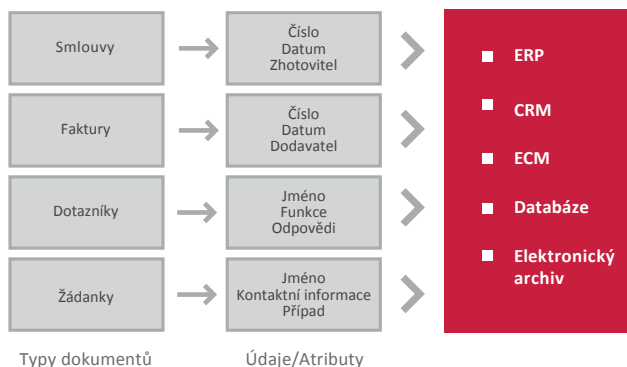 Smlouvy
Číslo
Datum
Zhotovitel
Faktury
Číslo
Datum
Dodavatel
Dotazníky
Jméno
Funkce
Odpovědi
Žádanky
Jméno
Kontaktní informace
Případ
ERP
CRM
ECM
Databáze
Elektronický
archiv
Typy dokumentů
Údaje/Atributy